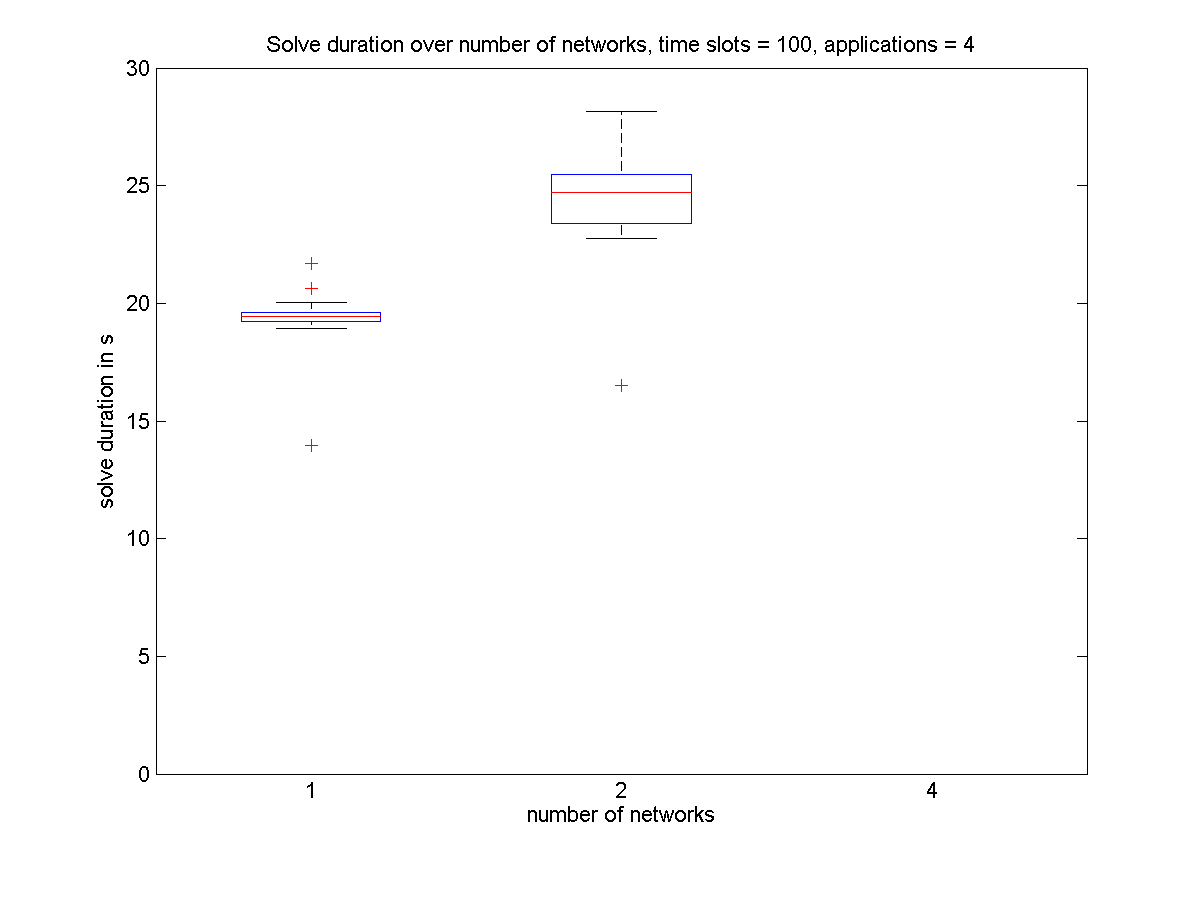 Solve duration over number of networks, time slots = 100, applications = 4
30
25
20
15
10
5
0
solve duration in s
1 2 4
number of networks